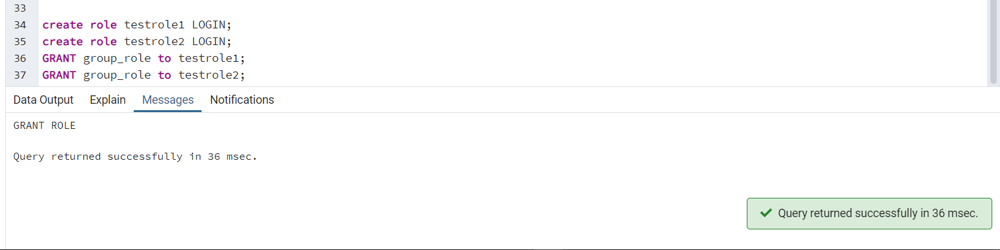 33
34 create role testrole1 LOGIN;
35 create role testrole2 LOGIN;
36 GRANT group_role to testrole1;
37 GRANT group_role to testrole2;
Data Output Explain Messages Notifications
GRANT ROLE
Query returned successfully in 36 msec.
Query returned successfully in 36 msec.